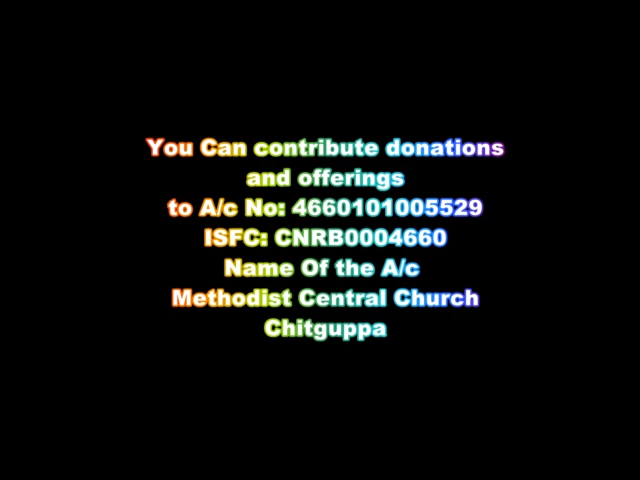 You Can contribute donations
and offerings
to A/c No: 4660101005529
ISFC: CNRB0004660
Name Of the A/c
Methodist Central Church
Chitguppa